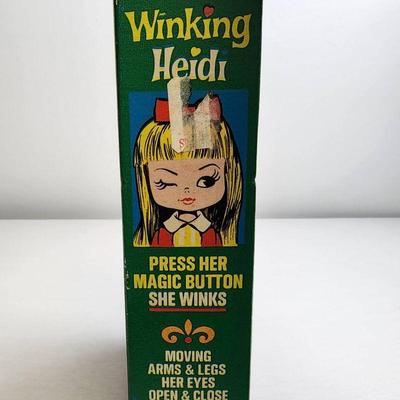 Winking
Heidi
PRESS HER
MAGIC BUTTON
SHE WINKS
MOVING
ARMS & LEGS
HER EYES
OPEN & CLOSE